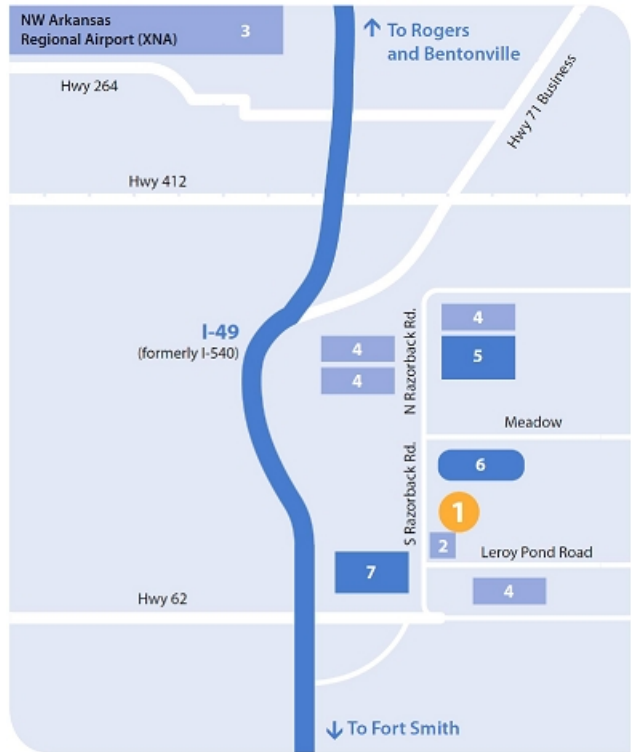 NW Arkansas
Regional Airport (XNA)
3
↑ To Rogers
and Bentonville
Hwy 264
Hwy 71 Business
Hwy 412
I-49
(formerly I-540)
N Razorback Rd.
4
4
4
5
Meadow
S Razorback Rd.
6
1
2
Leroy Pond Road
7
4
Hwy 62
↓ To Fort Smith